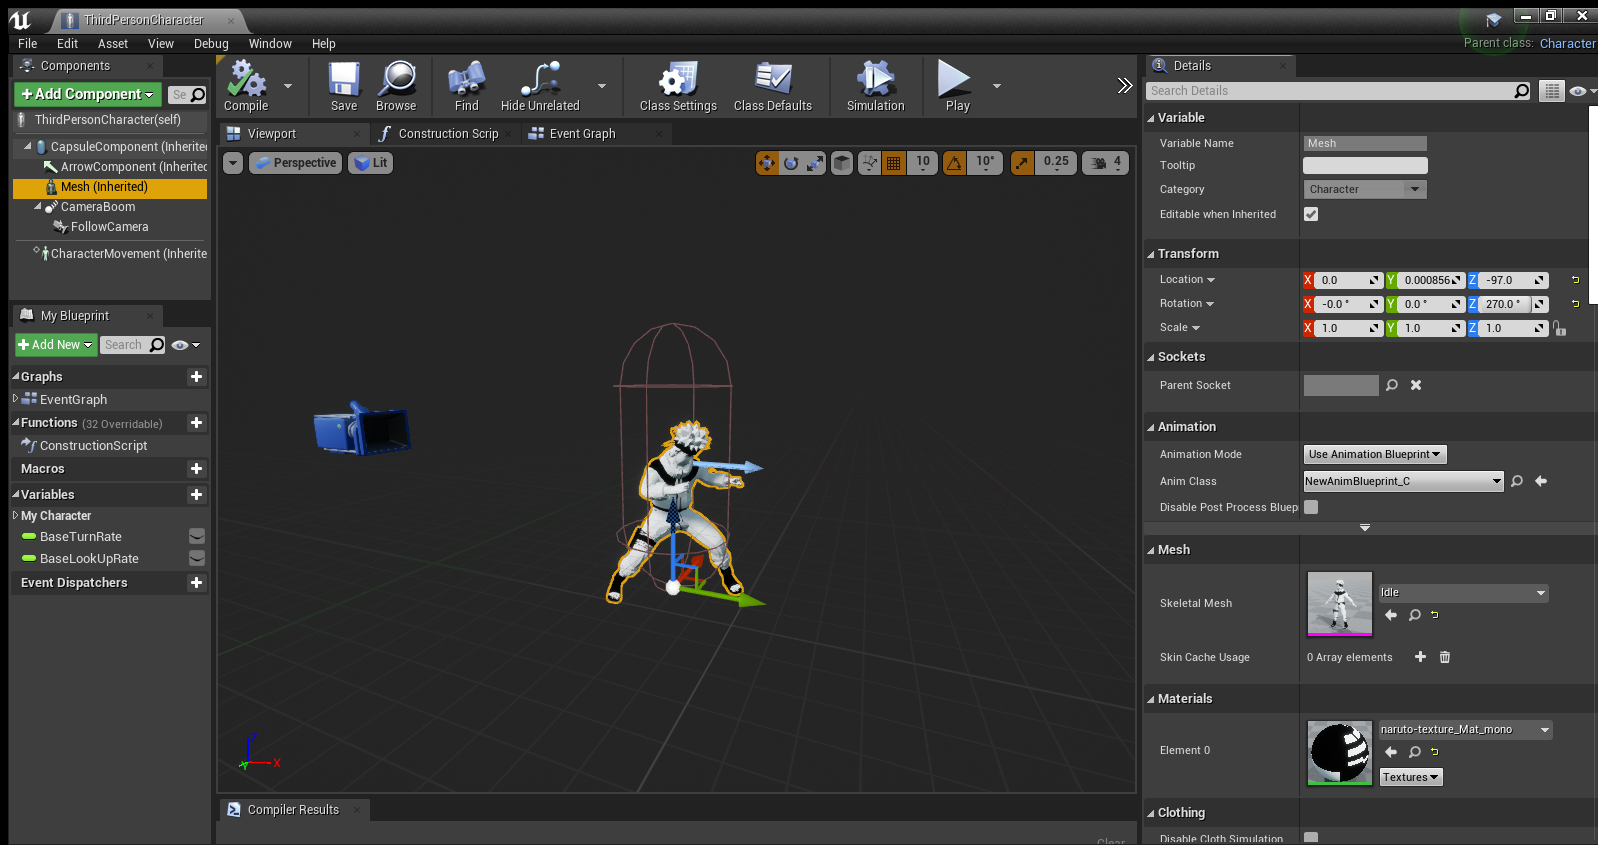 ThirdPersonCharacter
File Edit Asset View Debug Window Help
Parent class: Character
Components
+Add Component
Se
ThirdPersonCharacter(self)
CapsuleComponent (Inherite
ArrowComponent (Inherited
Mesh (Inherited)
CameraBoom
FollowCamera
CharacterMovement (Inherite
My Blueprint
+Add New
Search
Graphs
EventGraph
Functions (32 Overridable)
ConstructionScript
Macros
Variables
My Character
BaseTurnRate
BaseLookUpRate
Event Dispatchers
Compile Save Browse Find Hide Unrelated Class Settings Class Defaults Simulation Play
Viewport Construction Scrip Event Graph
Perspective Lit 10 10° 0.25 4
Z
X
Y
Compiler Results
Clear
Details
Search Details
Variable
Variable Name Mesh
Tooltip
Category Character
Editable when Inherited
Transform
Location X 0.0 Y 0.000856 Z -97.0
Rotation X -0.0 ° Y 0.0 ° Z 270.0 °
Scale X 1.0 Y 1.0 Z 1.0
Sockets
Parent Socket
Animation
Animation Mode Use Animation Blueprint
Anim Class NewAnimBlueprint_C
Disable Post Process Bluep
Mesh
Skeletal Mesh Idle
Skin Cache Usage 0 Array elements
Materials
Element 0 naruto-texture_Mat_mono
Textures
Clothing
Disable Cloth Simulation